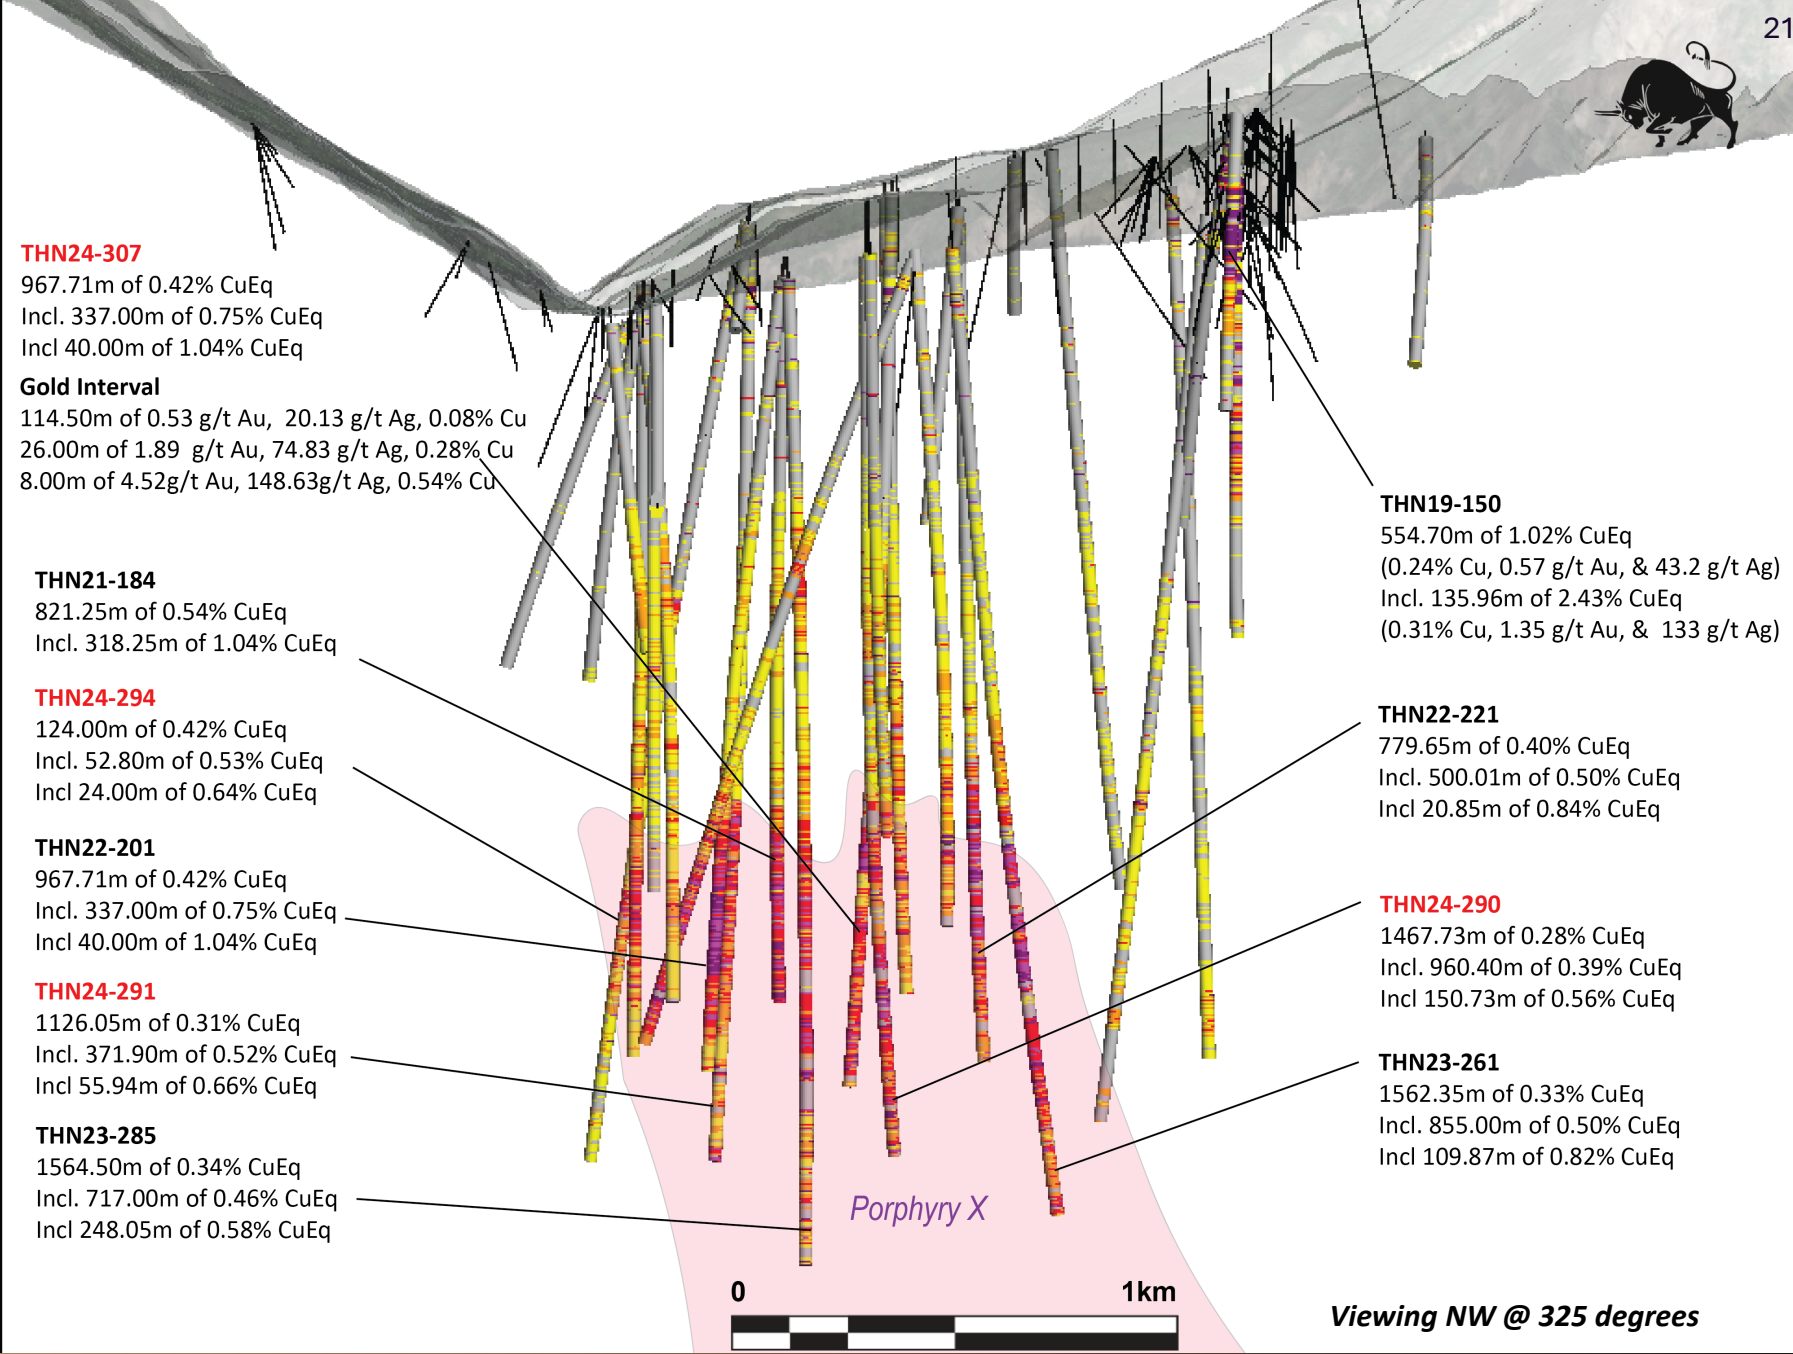 21
THN24-307
967.71m of 0.42% CuEq
Incl. 337.00m of 0.75% CuEq
Incl 40.00m of 1.04% CuEq
Gold Interval
114.50m of 0.53 g/t Au, 20.13 g/t Ag, 0.08% Cu
26.00m of 1.89 g/t Au, 74.83 g/t Ag, 0.28% Cu
8.00m of 4.52g/t Au, 148.63g/t Ag, 0.54% Cu
THN21-184
821.25m of 0.54% CuEq
Incl. 318.25m of 1.04% CuEq
THN24-294
124.00m of 0.42% CuEq
Incl. 52.80m of 0.53% CuEq
Incl 24.00m of 0.64% CuEq
THN22-201
967.71m of 0.42% CuEq
Incl. 337.00m of 0.75% CuEq
Incl 40.00m of 1.04% CuEq
THN24-291
1126.05m of 0.31% CuEq
Incl. 371.90m of 0.52% CuEq
Incl 55.94m of 0.66% CuEq
THN23-285
1564.50m of 0.34% CuEq
Incl. 717.00m of 0.46% CuEq
Incl 248.05m of 0.58% CuEq
THN19-150
554.70m of 1.02% CuEq
(0.24% Cu, 0.57 g/t Au, & 43.2 g/t Ag)
Incl. 135.96m of 2.43% CuEq
(0.31% Cu, 1.35 g/t Au, & 133 g/t Ag)
THN22-221
779.65m of 0.40% CuEq
Incl. 500.01m of 0.50% CuEq
Incl 20.85m of 0.84% CuEq
THN24-290
1467.73m of 0.28% CuEq
Incl. 960.40m of 0.39% CuEq
Incl 150.73m of 0.56% CuEq
THN23-261
1562.35m of 0.33% CuEq
Incl. 855.00m of 0.50% CuEq
Incl 109.87m of 0.82% CuEq
Porphyry X
0 1km
Viewing NW @ 325 degrees